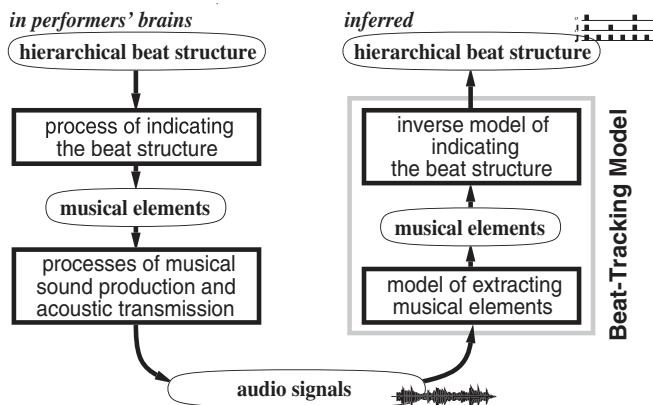 in performers' brains
hierarchical beat structure
process of indicating
the beat structure
musical elements
processes of musical
sound production and
acoustic transmission
audio signals
inferred
hierarchical beat structure
inverse model of
indicating
the beat structure
musical elements
model of extracting
musical elements
Beat-Tracking Model